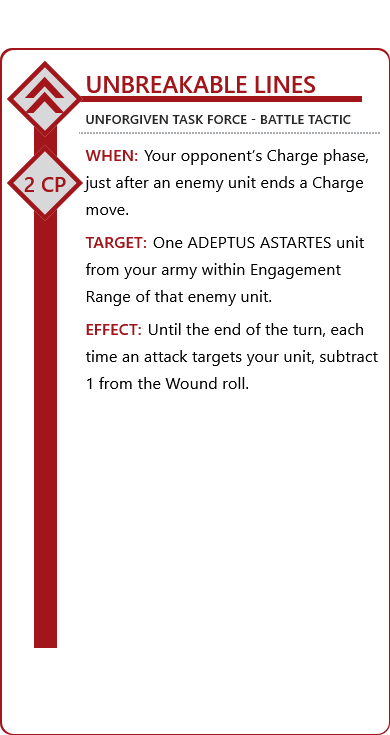 UNBREAKABLE LINES
UNFORGIVEN TASK FORCE - BATTLE TACTIC
2 CP
WHEN: Your opponent's Charge phase,
just after an enemy unit ends a Charge
move.
TARGET: One ADEPTUS ASTARTES unit
from your army within Engagement
Range of that enemy unit.
EFFECT: Until the end of the turn, each
time an attack targets your unit, subtract
1 from the Wound roll.